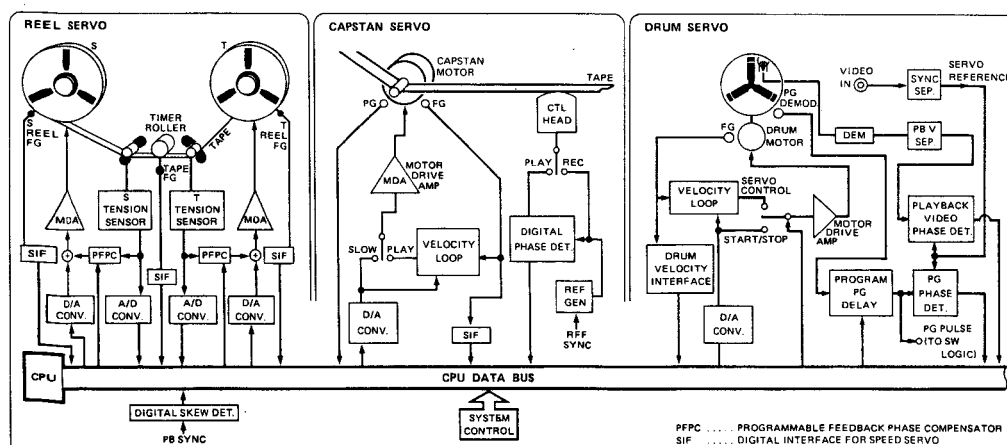 REEL SERVO
S
T
TIMER ROLLER
S REEL FG
TAPE FG
TAPE
T REEL FG
MDA
S TENSION SENSOR
T TENSION SENSOR
MDA
SIF
PFPC
SIF
PFPC
SIF
D/A CONV.
A/D CONV.
A/D CONV.
D/A CONV.
CAPSTAN SERVO
CAPSTAN MOTOR
TAPE
PG
FG
CTL HEAD
MDA
MOTOR DRIVE AMP
PLAY
REC
SLOW
PLAY
VELOCITY LOOP
DIGITAL PHASE DET.
D/A CONV.
SIF
REF GEN
RFF SYNC
DRUM SERVO
VIDEO IN
SYNC SEP.
SERVO REFERENCE
PG DEMOD.
FG
DRUM MOTOR
DEM
PB V SEP.
VELOCITY LOOP
SERVO CONTROL
START/STOP
MOTOR DRIVE AMP
PLAYBACK VIDEO PHASE DET.
DRUM VELOCITY INTERFACE
D/A CONV.
PROGRAM PG DELAY
PG PHASE DET.
PG PULSE (TO SW LOGIC)
CPU
CPU DATA BUS
DIGITAL SKEW DET.
PB SYNC
SYSTEM CONTROL
PFPC ..... PROGRAMMABLE FEEDBACK PHASE COMPENSATOR
SIF ..... DIGITAL INTERFACE FOR SPEED SERVO